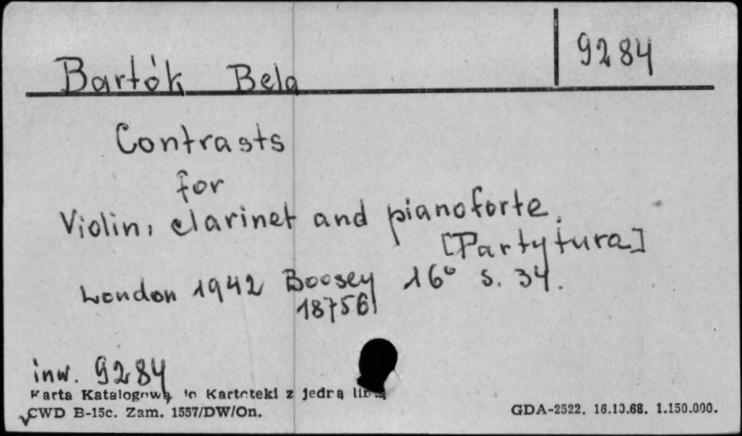 9284
Bartók Bela
Contrasts
for
Violin, clarinet and pianoforte.
[Partytura]
London 1942 Boosey 16° s. 34.
18756
inw. 9284
Karta Katalogowa do Kartoteki z jedrą
CWD B-15c. Zam. 1557/DW/On. GDA-2522. 16.10.68. 1.150.000.